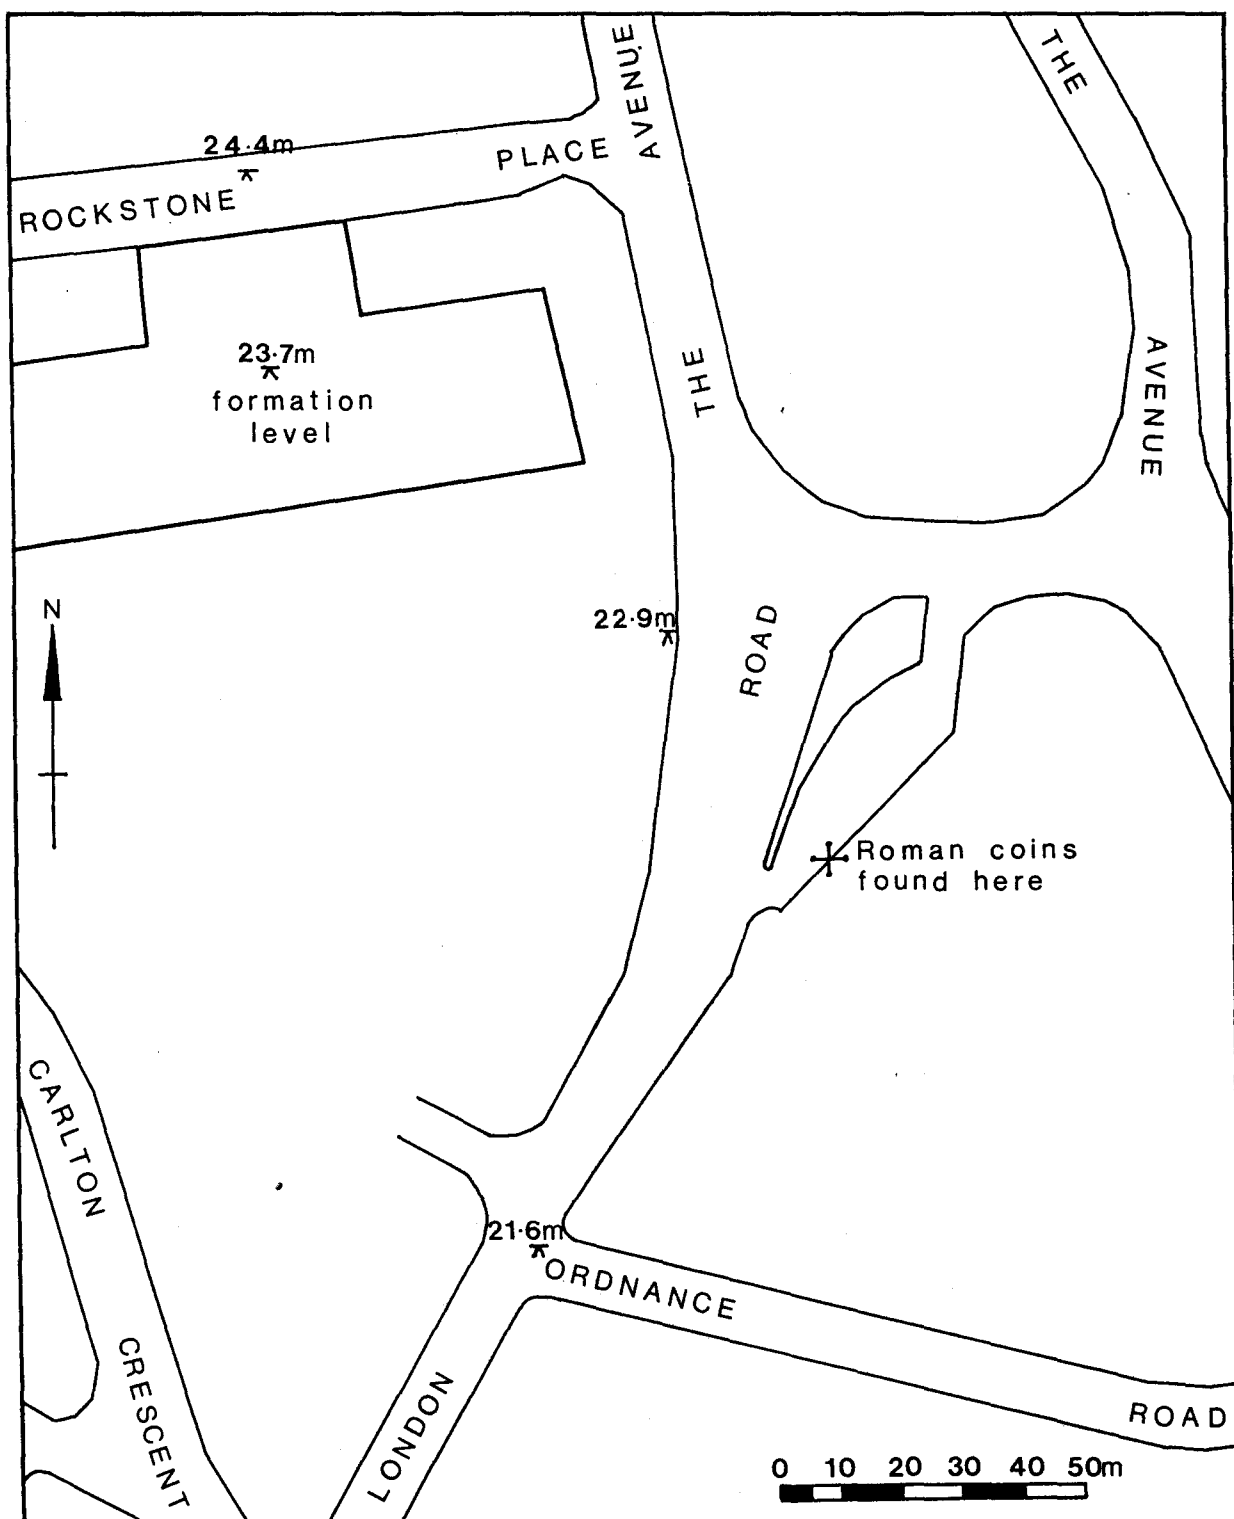 THE
AVENUE
24·4m
PLACE
ROCKSTONE
23·7m
formation
level
THE
AVENUE
N
22·9m
ROAD
Roman coins
found here
CARLTON
21·6m
ORDNANCE
CRESCENT
LONDON
ROAD
0 10 20 30 40 50m